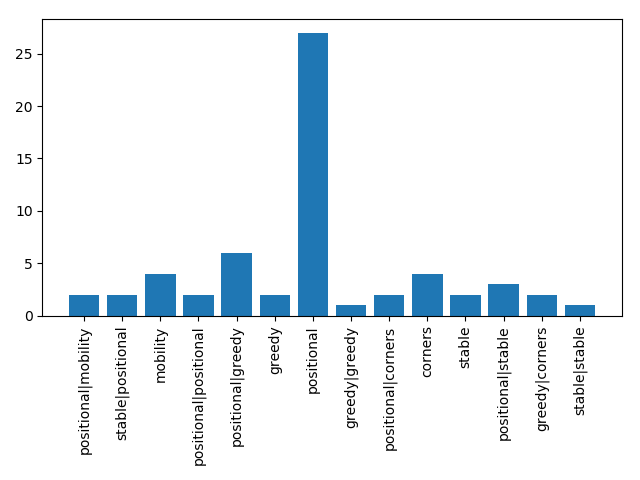 25
20
15
10
5
0
positional|mobility
stable|positional
mobility
positional|positional
positional|greedy
greedy
positional
greedy|greedy
positional|corners
corners
stable
positional|stable
greedy|corners
stable|stable